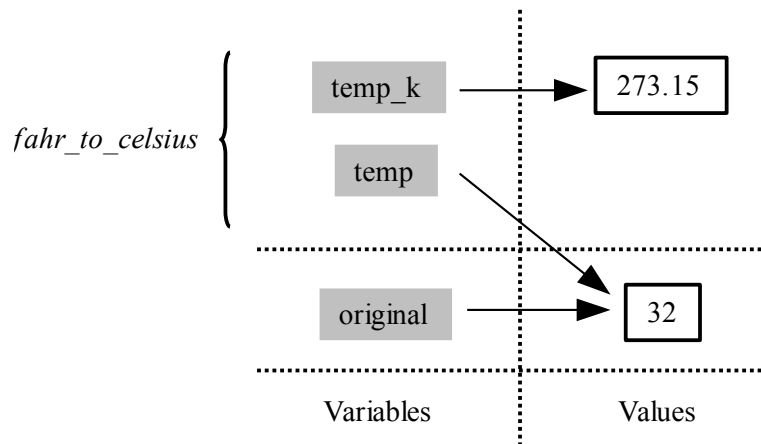 temp_k
273.15
fahr_to_celsius
temp
original
32
Variables
Values